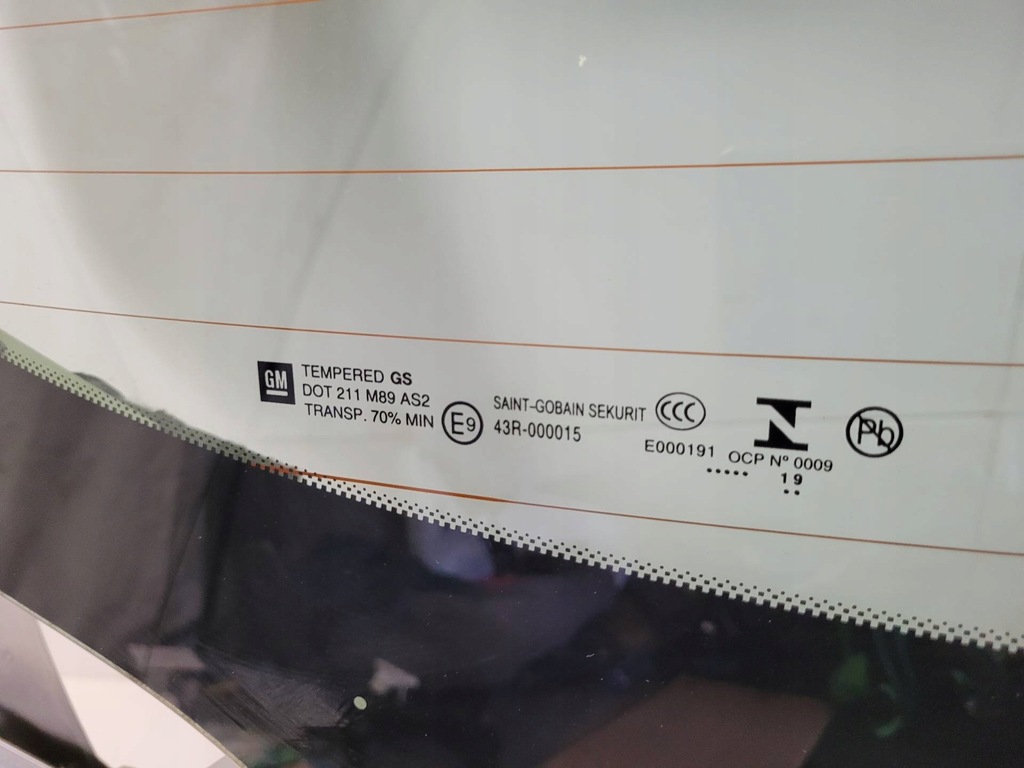 GM
TEMPERED GS
DOT 211 M89 AS2
TRANSP. 70% MIN
E9
SAINT-GOBAIN SEKURIT
43R-000015
CCC
E000191
OCP Nº 0009
19
Pb